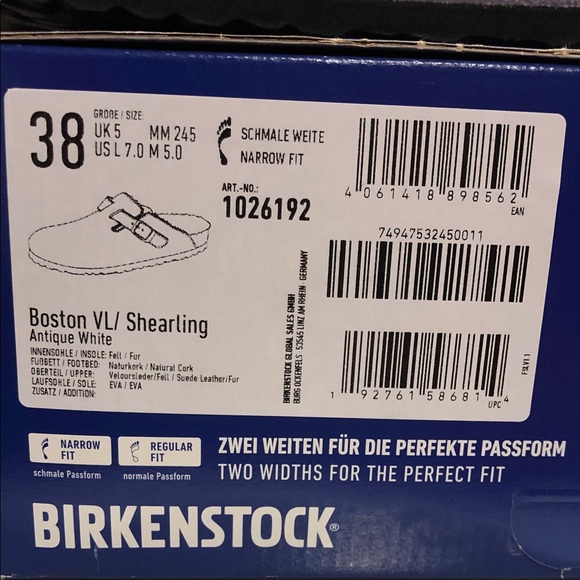 38
GRÖßE / SIZE:
UK 5 MM 245
US L 7.0 M 5.0
SCHMALE WEITE
NARROW FIT
ART.-NO.:
1026192
4 061418 898562
EAN
74947532450011
Boston VL/ Shearling
Antique White
INNENSOHLE / INSOLE: Fell / Fur
FUßBETT / FOOTBED: Naturkork / Natural Cork
OBERTEIL / UPPER: Veloursleder/Fell / Suede Leather/Fur
LAUFSOHLE / SOLE: EVA / EVA
ZUSATZ / ADDITION:
BIRKENSTOCK GLOBAL SALES GMBH
BURG OCKENFELS 53545 LINZ AM RHEIN - GERMANY
FSLV1.1
1 92761 58681 4
UPC
NARROW FIT
schmale Passform
REGULAR FIT
normale Passform
ZWEI WEITEN FÜR DIE PERFEKTE PASSFORM
TWO WIDTHS FOR THE PERFECT FIT
BIRKENSTOCK®